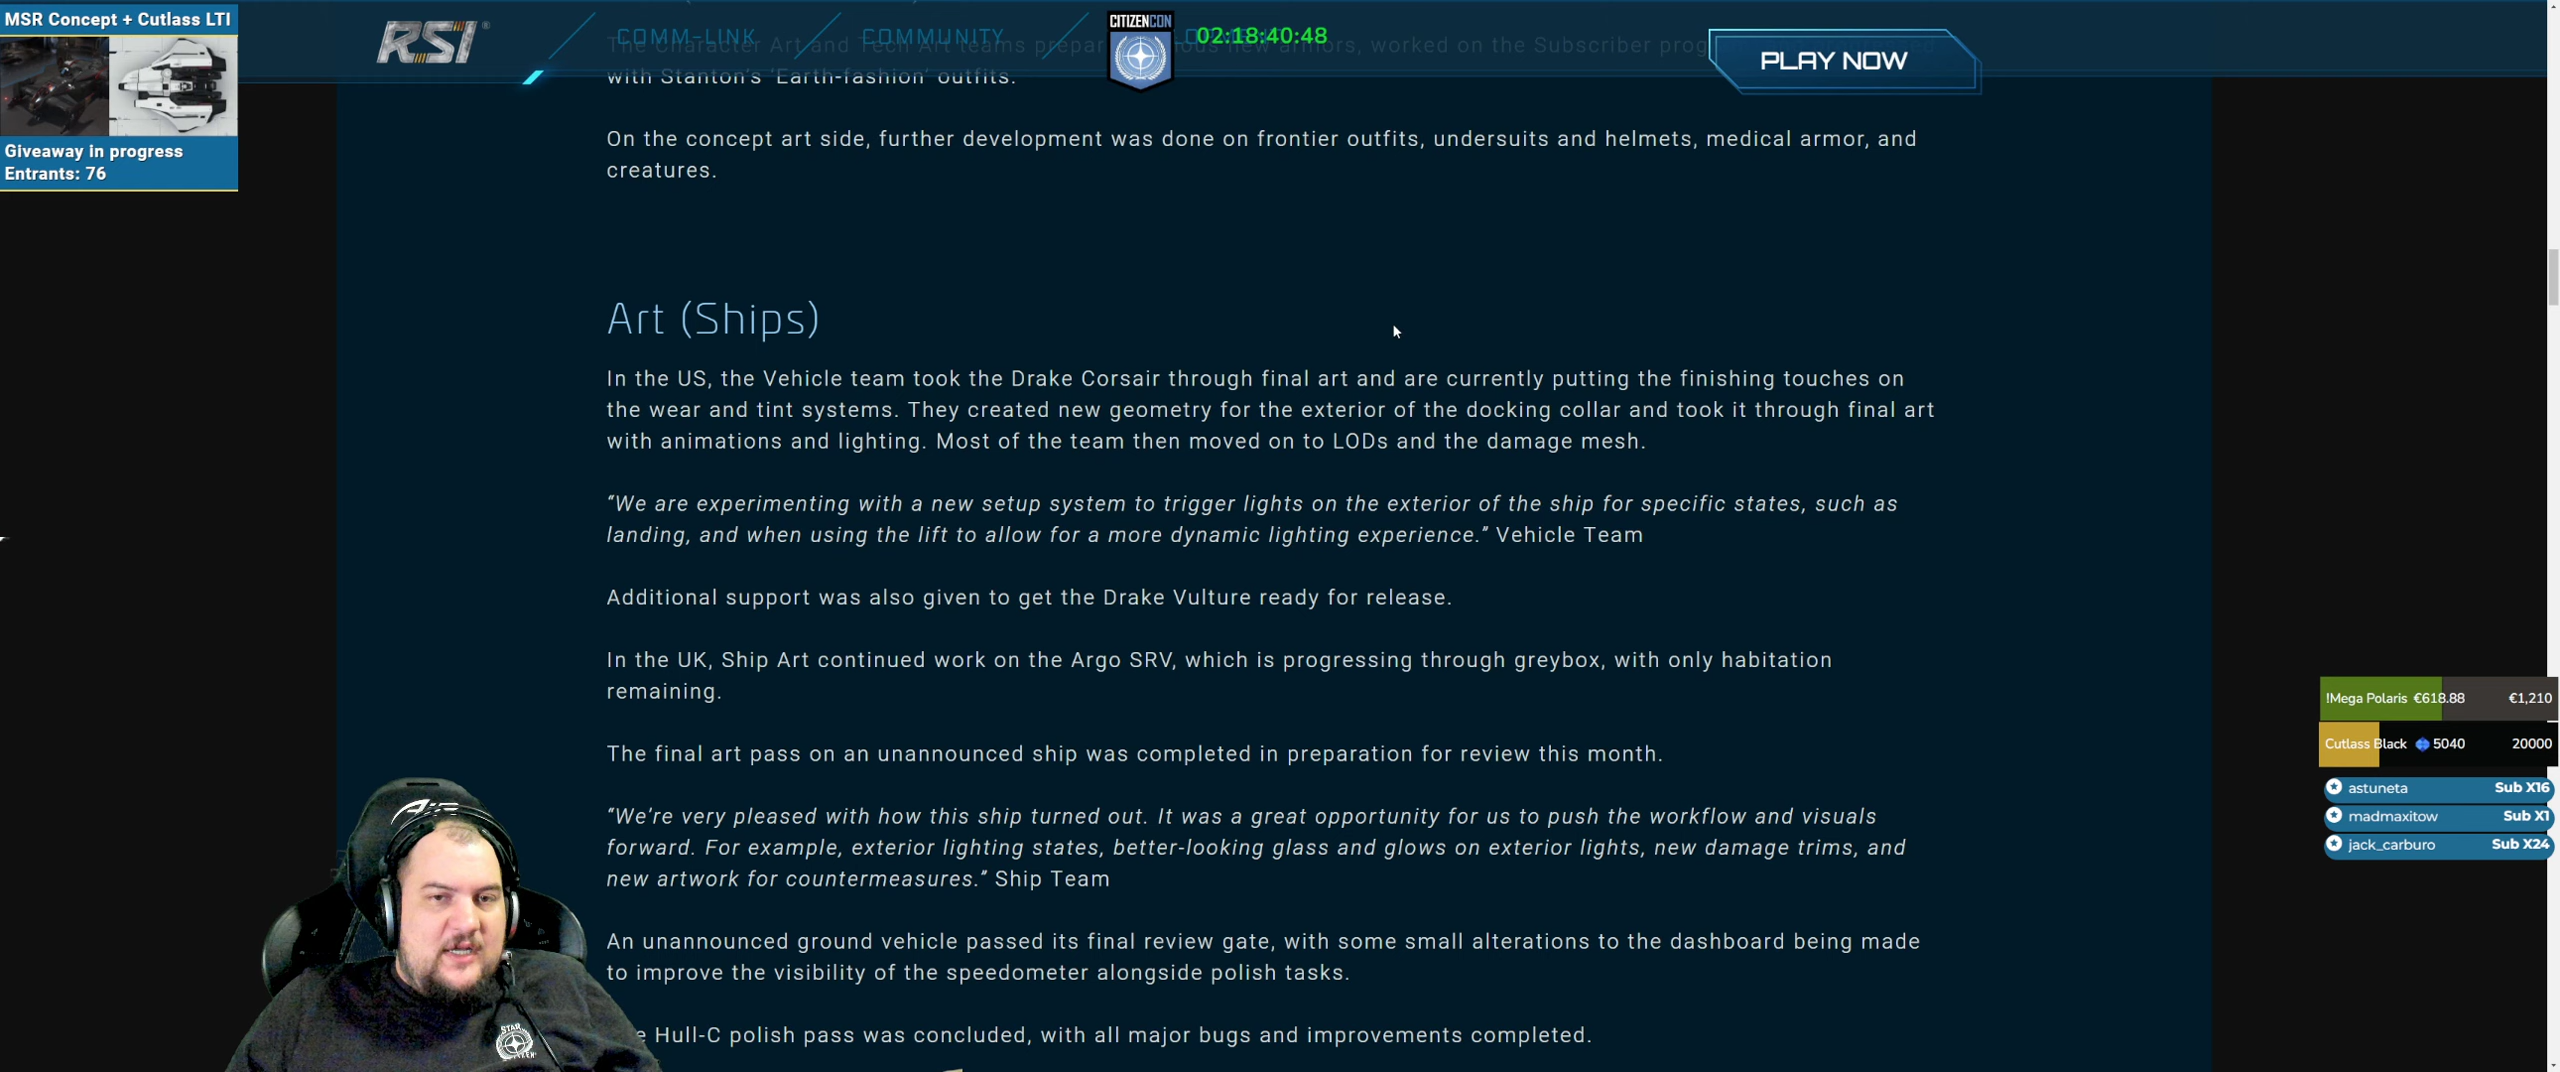 MSR Concept + Cutlass LTI
Giveaway in progress
Entrants: 76
RSI
COMM-LINK
COMMUNITY
CITIZENCON
02:18:40:48
PLAY NOW
The Character Art and Tech Art teams worked on the Subscriber
with Stanton's 'Earth-fashion' outfits.
On the concept art side, further development was done on frontier outfits, undersuits and helmets, medical armor, and
creatures.
Art (Ships)
In the US, the Vehicle team took the Drake Corsair through final art and are currently putting the finishing touches on
the wear and tint systems. They created new geometry for the exterior of the docking collar and took it through final art
with animations and lighting. Most of the team then moved on to LODs and the damage mesh.
“We are experimenting with a new setup system to trigger lights on the exterior of the ship for specific states, such as
landing, and when using the lift to allow for a more dynamic lighting experience.” Vehicle Team
Additional support was also given to get the Drake Vulture ready for release.
In the UK, Ship Art continued work on the Argo SRV, which is progressing through greybox, with only habitation
remaining.
The final art pass on an unannounced ship was completed in preparation for review this month.
“We’re very pleased with how this ship turned out. It was a great opportunity for us to push the workflow and visuals
forward. For example, exterior lighting states, better-looking glass and glows on exterior lights, new damage trims, and
new artwork for countermeasures.” Ship Team
An unannounced ground vehicle passed its final review gate, with some small alterations to the dashboard being made
to improve the visibility of the speedometer alongside polish tasks.
Hull-C polish pass was concluded, with all major bugs and improvements completed.
!Mega Polaris €618.88 €1,210
Cutlass Black 5040 20000
astuneta Sub X16
madmaxitow Sub X1
jack_carburo Sub X24